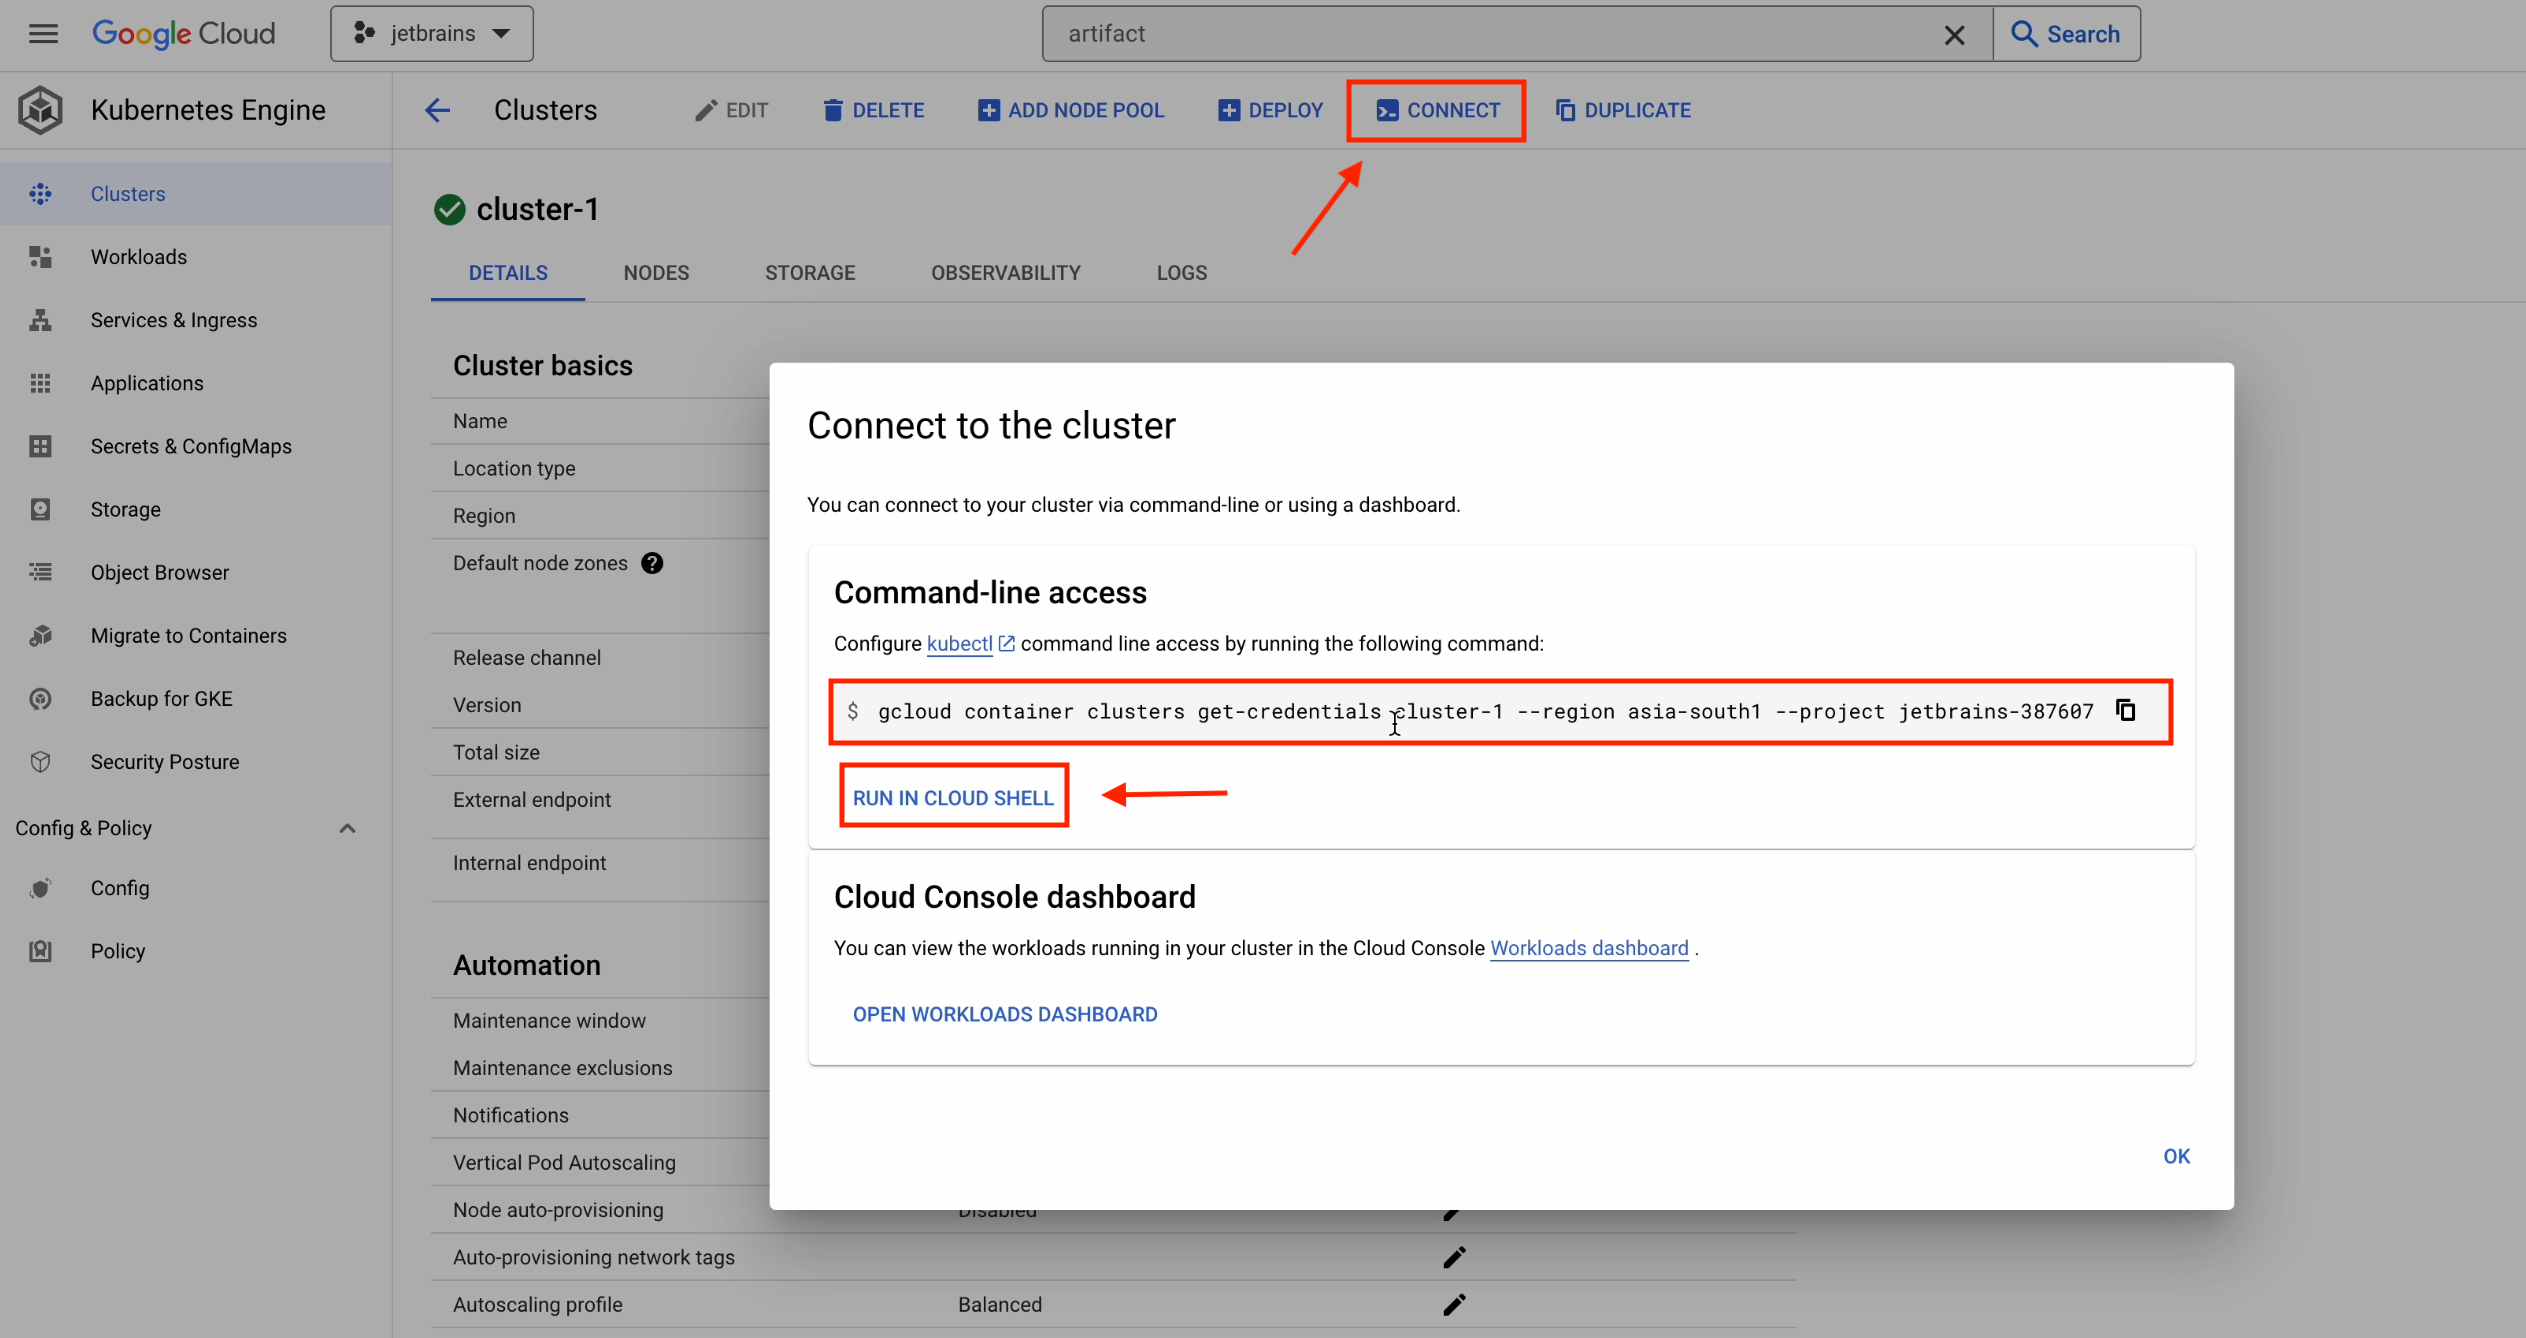 Google Cloud
jetbrains
artifact
Search
Kubernetes Engine
Clusters
EDIT
DELETE
ADD NODE POOL
DEPLOY
CONNECT
DUPLICATE
Clusters
Workloads
Services & Ingress
Applications
Secrets & ConfigMaps
Storage
Object Browser
Migrate to Containers
Backup for GKE
Security Posture
Config & Policy
Config
Policy
cluster-1
DETAILS
NODES
STORAGE
OBSERVABILITY
LOGS
Cluster basics
Name
Location type
Region
Default node zones
Release channel
Version
Total size
External endpoint
Internal endpoint
Automation
Maintenance window
Maintenance exclusions
Notifications
Vertical Pod Autoscaling
Node auto-provisioning
Disabled
Auto-provisioning network tags
Autoscaling profile
Balanced
Connect to the cluster
You can connect to your cluster via command-line or using a dashboard.
Command-line access
Configure kubectl command line access by running the following command:
$ gcloud container clusters get-credentials cluster-1 --region asia-south1 --project jetbrains-387607
RUN IN CLOUD SHELL
Cloud Console dashboard
You can view the workloads running in your cluster in the Cloud Console Workloads dashboard .
OPEN WORKLOADS DASHBOARD
OK